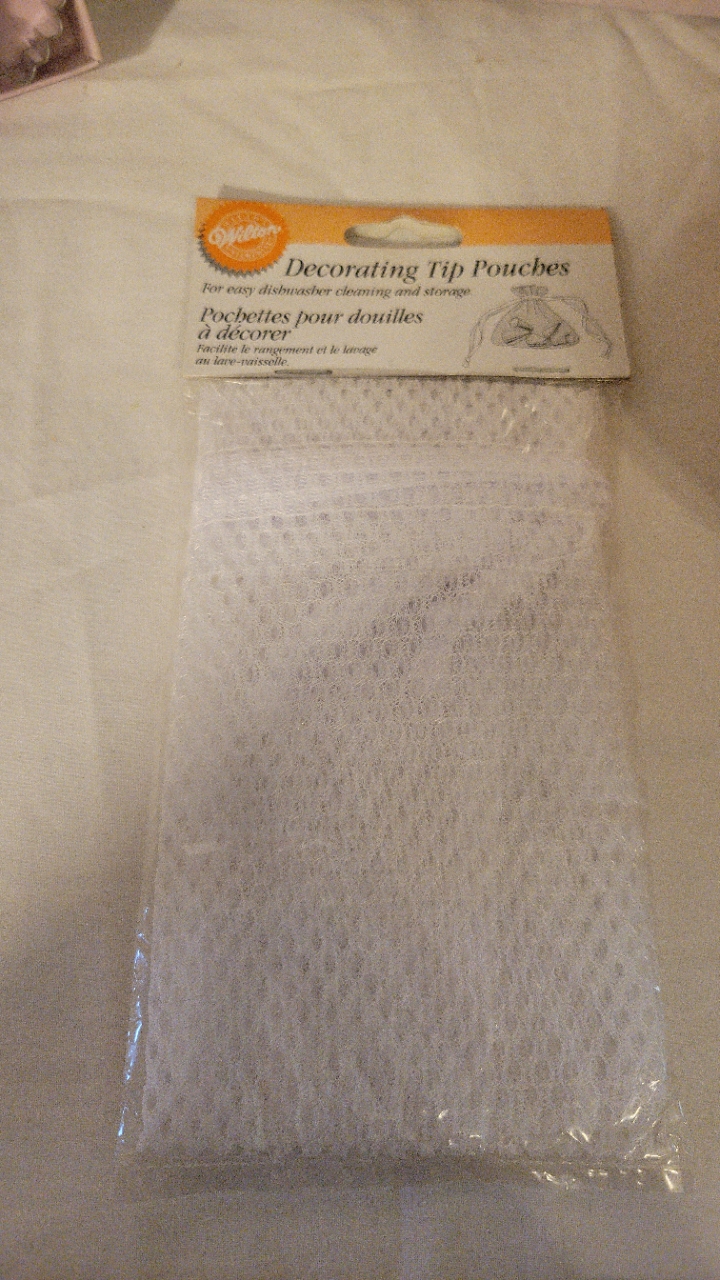 Wilton
Decorating Tip Pouches
For easy dishwasher cleaning and storage
Pochettes pour douilles
à décorer
Facilite le rangement et le lavage
au lave-vaisselle.